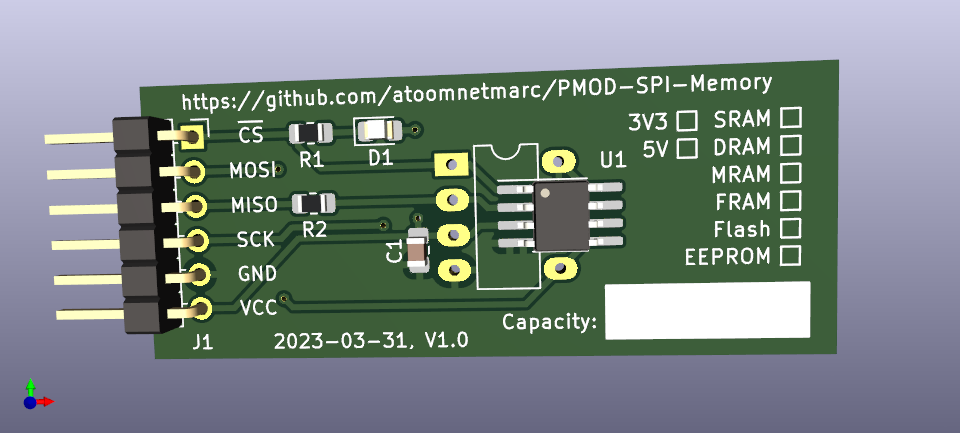 https://github.com/atoomnetmarc/PMOD-SPI-Memory
CS
MOSI
MISO
SCK
GND
VCC
J1
R1
D1
R2
C1
U1
3V3
5V
SRAM
DRAM
MRAM
FRAM
Flash
EEPROM
Capacity:
2023-03-31, V1.0